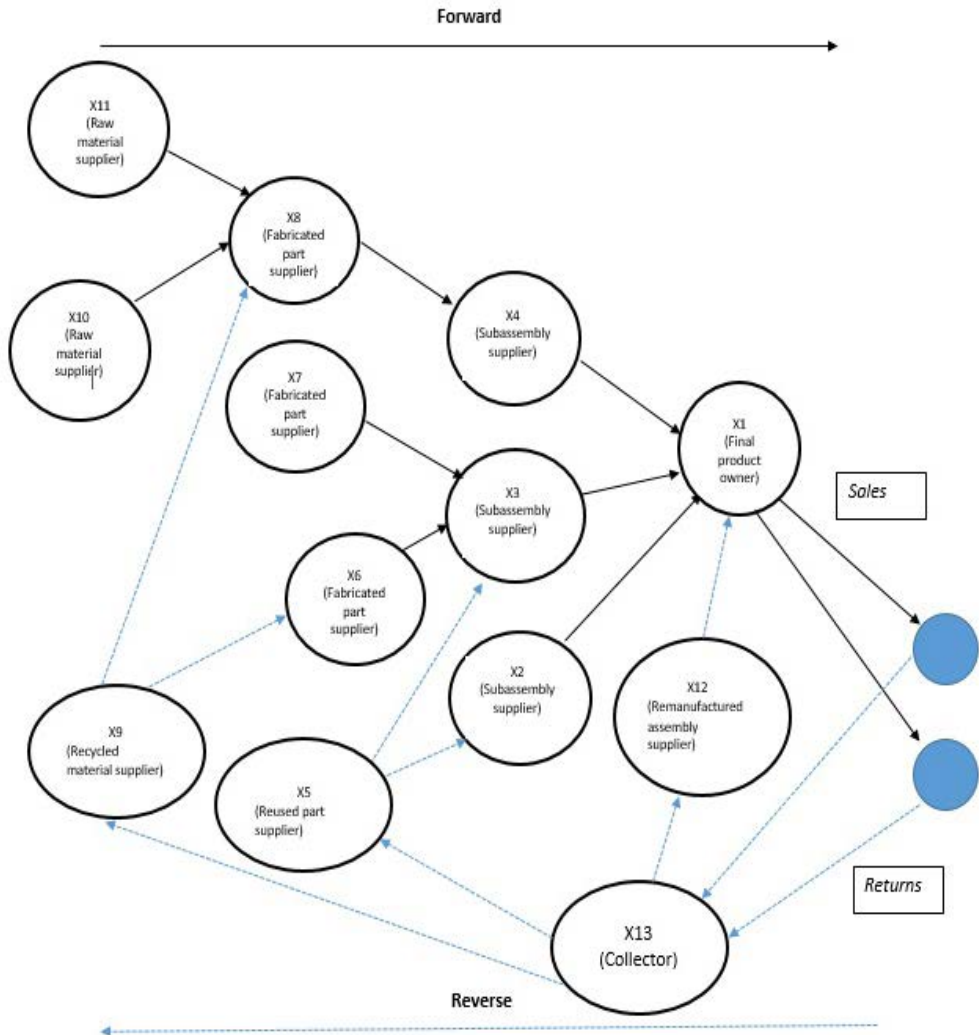 Forward
X11
(Raw
material
supplier)
X8
(Fabricated
part
supplier)
X10
(Raw
material
supplier)
X4
(Subassembly
supplier)
X7
(Fabricated
part
supplier)
X1
(Final
product
owner)
Sales
X3
(Subassembly
supplier)
X6
(Fabricated
part
supplier)
X2
(Subassembly
supplier)
X12
(Remanufactured
assembly
supplier)
X9
(Recycled
material supplier)
X5
(Reused part
supplier)
Returns
X13
(Collector)
Reverse